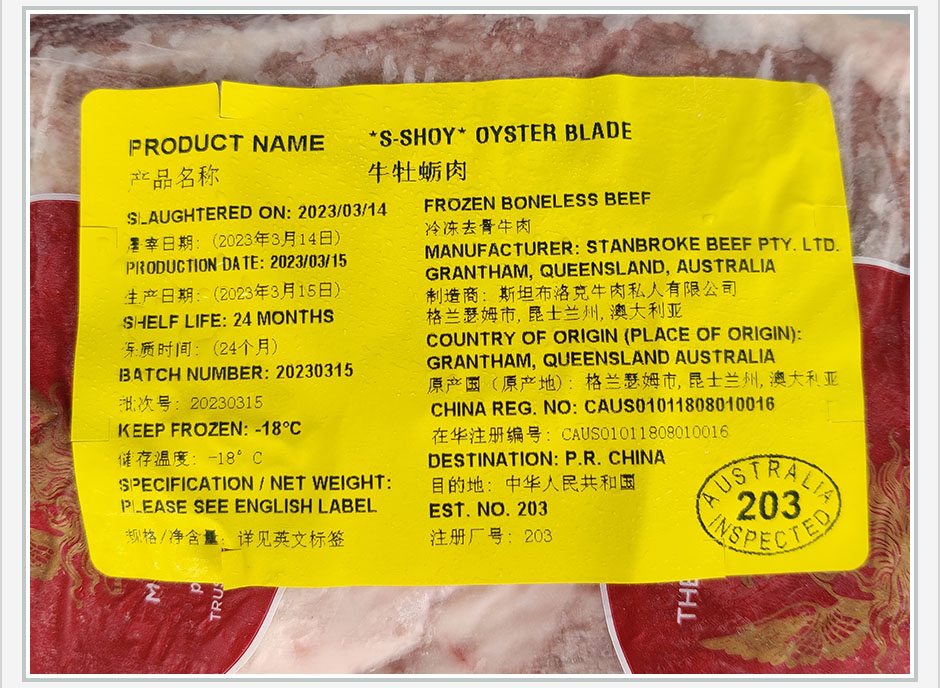 PRODUCT NAME
*S-SHOY* OYSTER BLADE
产品名称
牛牡蛎肉
SLAUGHTERED ON: 2023/03/14
屠宰日期: (2023年3月14日)
PRODUCTION DATE: 2023/03/15
生产日期: (2023年3月15日)
SHELF LIFE: 24 MONTHS
保质时间: (24个月)
BATCH NUMBER: 20230315
批次号: 20230315
KEEP FROZEN: -18°C
储存温度: -18° C
SPECIFICATION / NET WEIGHT:
PLEASE SEE ENGLISH LABEL
规格/净含量: 详见英文标签
FROZEN BONELESS BEEF
冷冻去骨牛肉
MANUFACTURER: STANBROKE BEEF PTY. LTD.
GRANTHAM, QUEENSLAND, AUSTRALIA
制造商: 斯坦布洛克牛肉私人有限公司
格兰瑟姆市, 昆士兰州, 澳大利亚
COUNTRY OF ORIGIN (PLACE OF ORIGIN):
GRANTHAM, QUEENSLAND AUSTRALIA
原产国 (原产地): 格兰瑟姆市, 昆士兰州, 澳大利亚
CHINA REG. NO: CAUS01011808010016
在华注册编号: CAUS01011808010016
DESTINATION: P.R. CHINA
目的地: 中华人民共和国
EST. NO. 203
注册厂号: 203
AUSTRALIA
203
INSPECTED
TRUS
THE